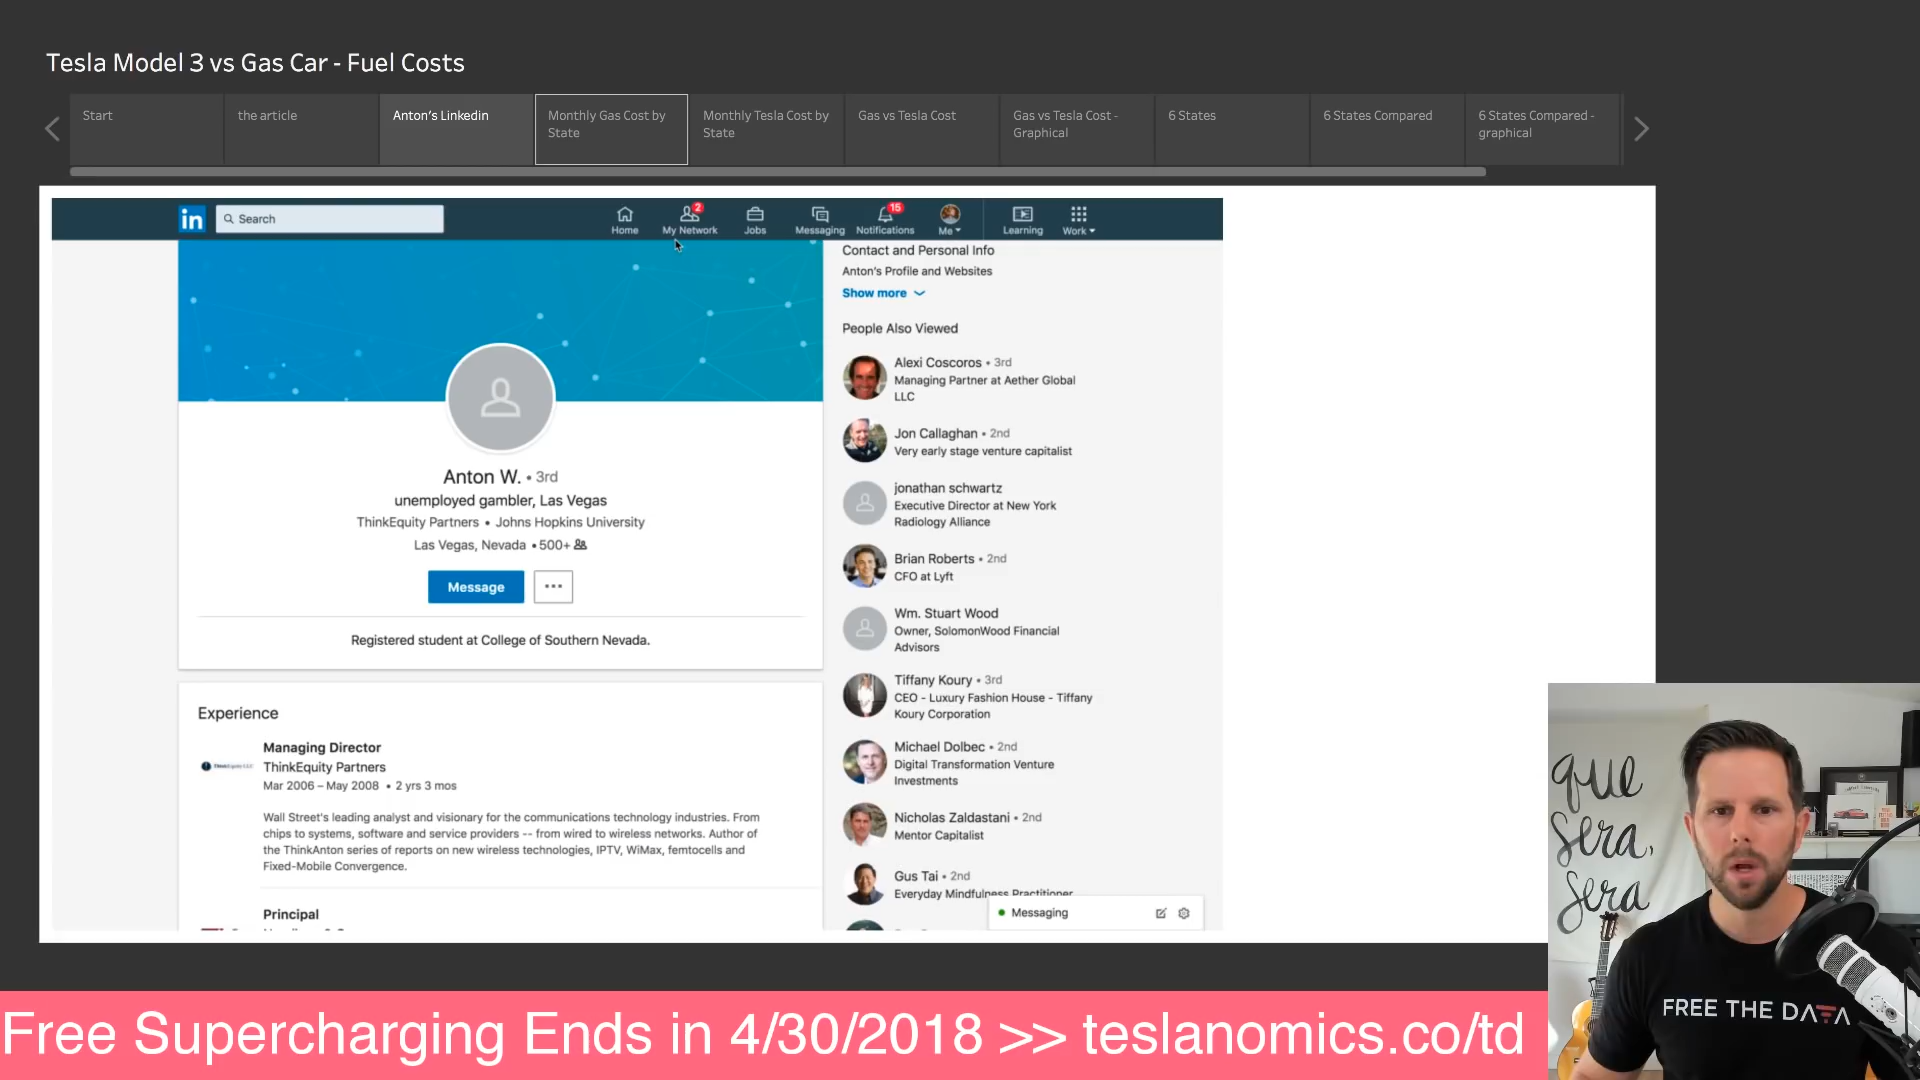 Tesla Model 3 vs Gas Car - Fuel Costs
Start
the article
Anton's Linkedin
Monthly Gas Cost by
State
Monthly Tesla Cost by
State
Gas vs Tesla Cost
Gas vs Tesla Cost -
Graphical
6 States
6 States Compared
6 States Compared -
graphical
in
Search
Home
2
My Network
Jobs
Messaging
15
Notifications
Me
Learning
Work
Anton W. • 3rd
unemployed gambler, Las Vegas
ThinkEquity Partners • Johns Hopkins University
Las Vegas, Nevada • 500+
Message
Registered student at College of Southern Nevada.
Experience
Managing Director
ThinkEquity Partners
Mar 2006 – May 2008 • 2 yrs 3 mos
Wall Street's leading analyst and visionary for the communications technology industries. From
chips to systems, software and service providers -- from wired to wireless networks. Author of
the ThinkAnton series of reports on new wireless technologies, IPTV, WiMax, femtocells and
Fixed-Mobile Convergence.
Principal
Contact and Personal Info
Anton's Profile and Websites
Show more
People Also Viewed
Alexi Coscoros • 3rd
Managing Partner at Aether Global
LLC
Jon Callaghan • 2nd
Very early stage venture capitalist
jonathan schwartz
Executive Director at New York
Radiology Alliance
Brian Roberts • 2nd
CFO at Lyft
Wm. Stuart Wood
Owner, SolomonWood Financial
Advisors
Tiffany Koury • 3rd
CEO - Luxury Fashion House - Tiffany
Koury Corporation
Michael Dolbec • 2nd
Digital Transformation Venture
Investments
Nicholas Zaldastani • 2nd
Mentor Capitalist
Gus Tai • 2nd
Everyday Mindfulness Practitioner
Messaging
que
sera,
sera
FREE THE DATA
Free Supercharging Ends in 4/30/2018 >> teslanomics.co/td